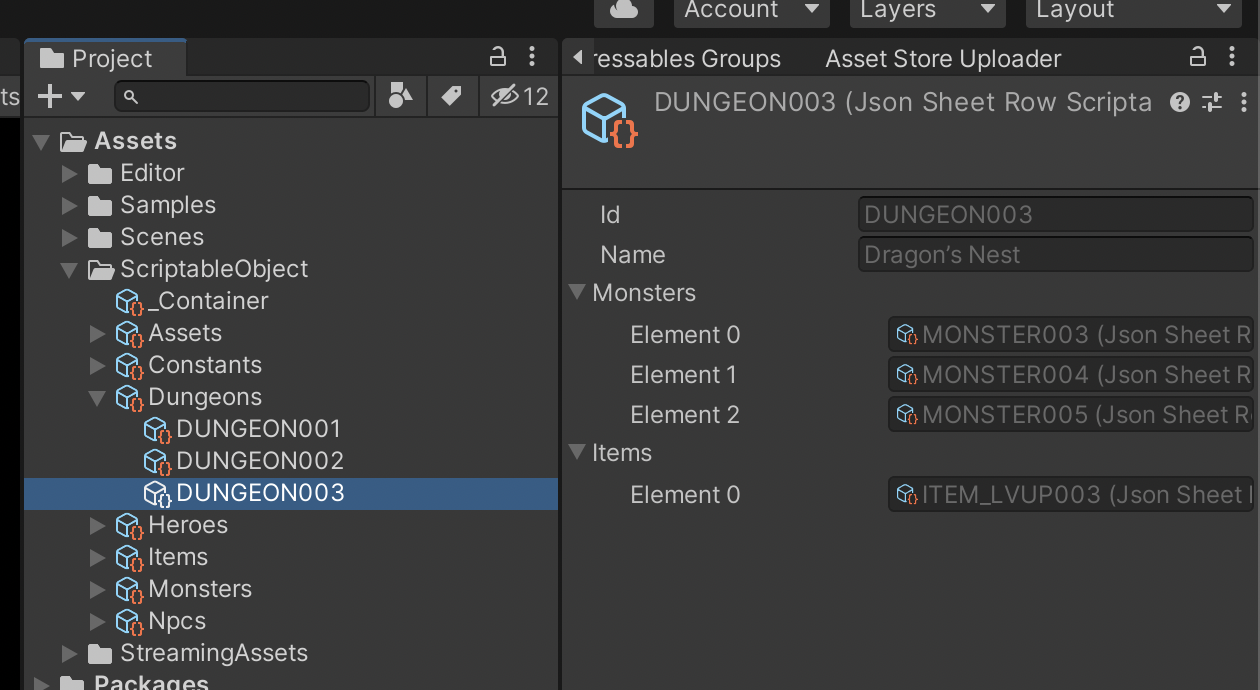 Account
Layers
Layout
ts
Project
12
Assets
Editor
Samples
Scenes
ScriptableObject
_Container
Assets
Constants
Dungeons
DUNGEON001
DUNGEON002
DUNGEON003
Heroes
Items
Monsters
Npcs
StreamingAssets
Packages
ressables Groups
Asset Store Uploader
DUNGEON003 (Json Sheet Row Scripta
Id
DUNGEON003
Name
Dragon’s Nest
Monsters
Element 0
MONSTER003 (Json Sheet R
Element 1
MONSTER004 (Json Sheet R
Element 2
MONSTER005 (Json Sheet R
Items
Element 0
ITEM_LVUP003 (Json Sheet